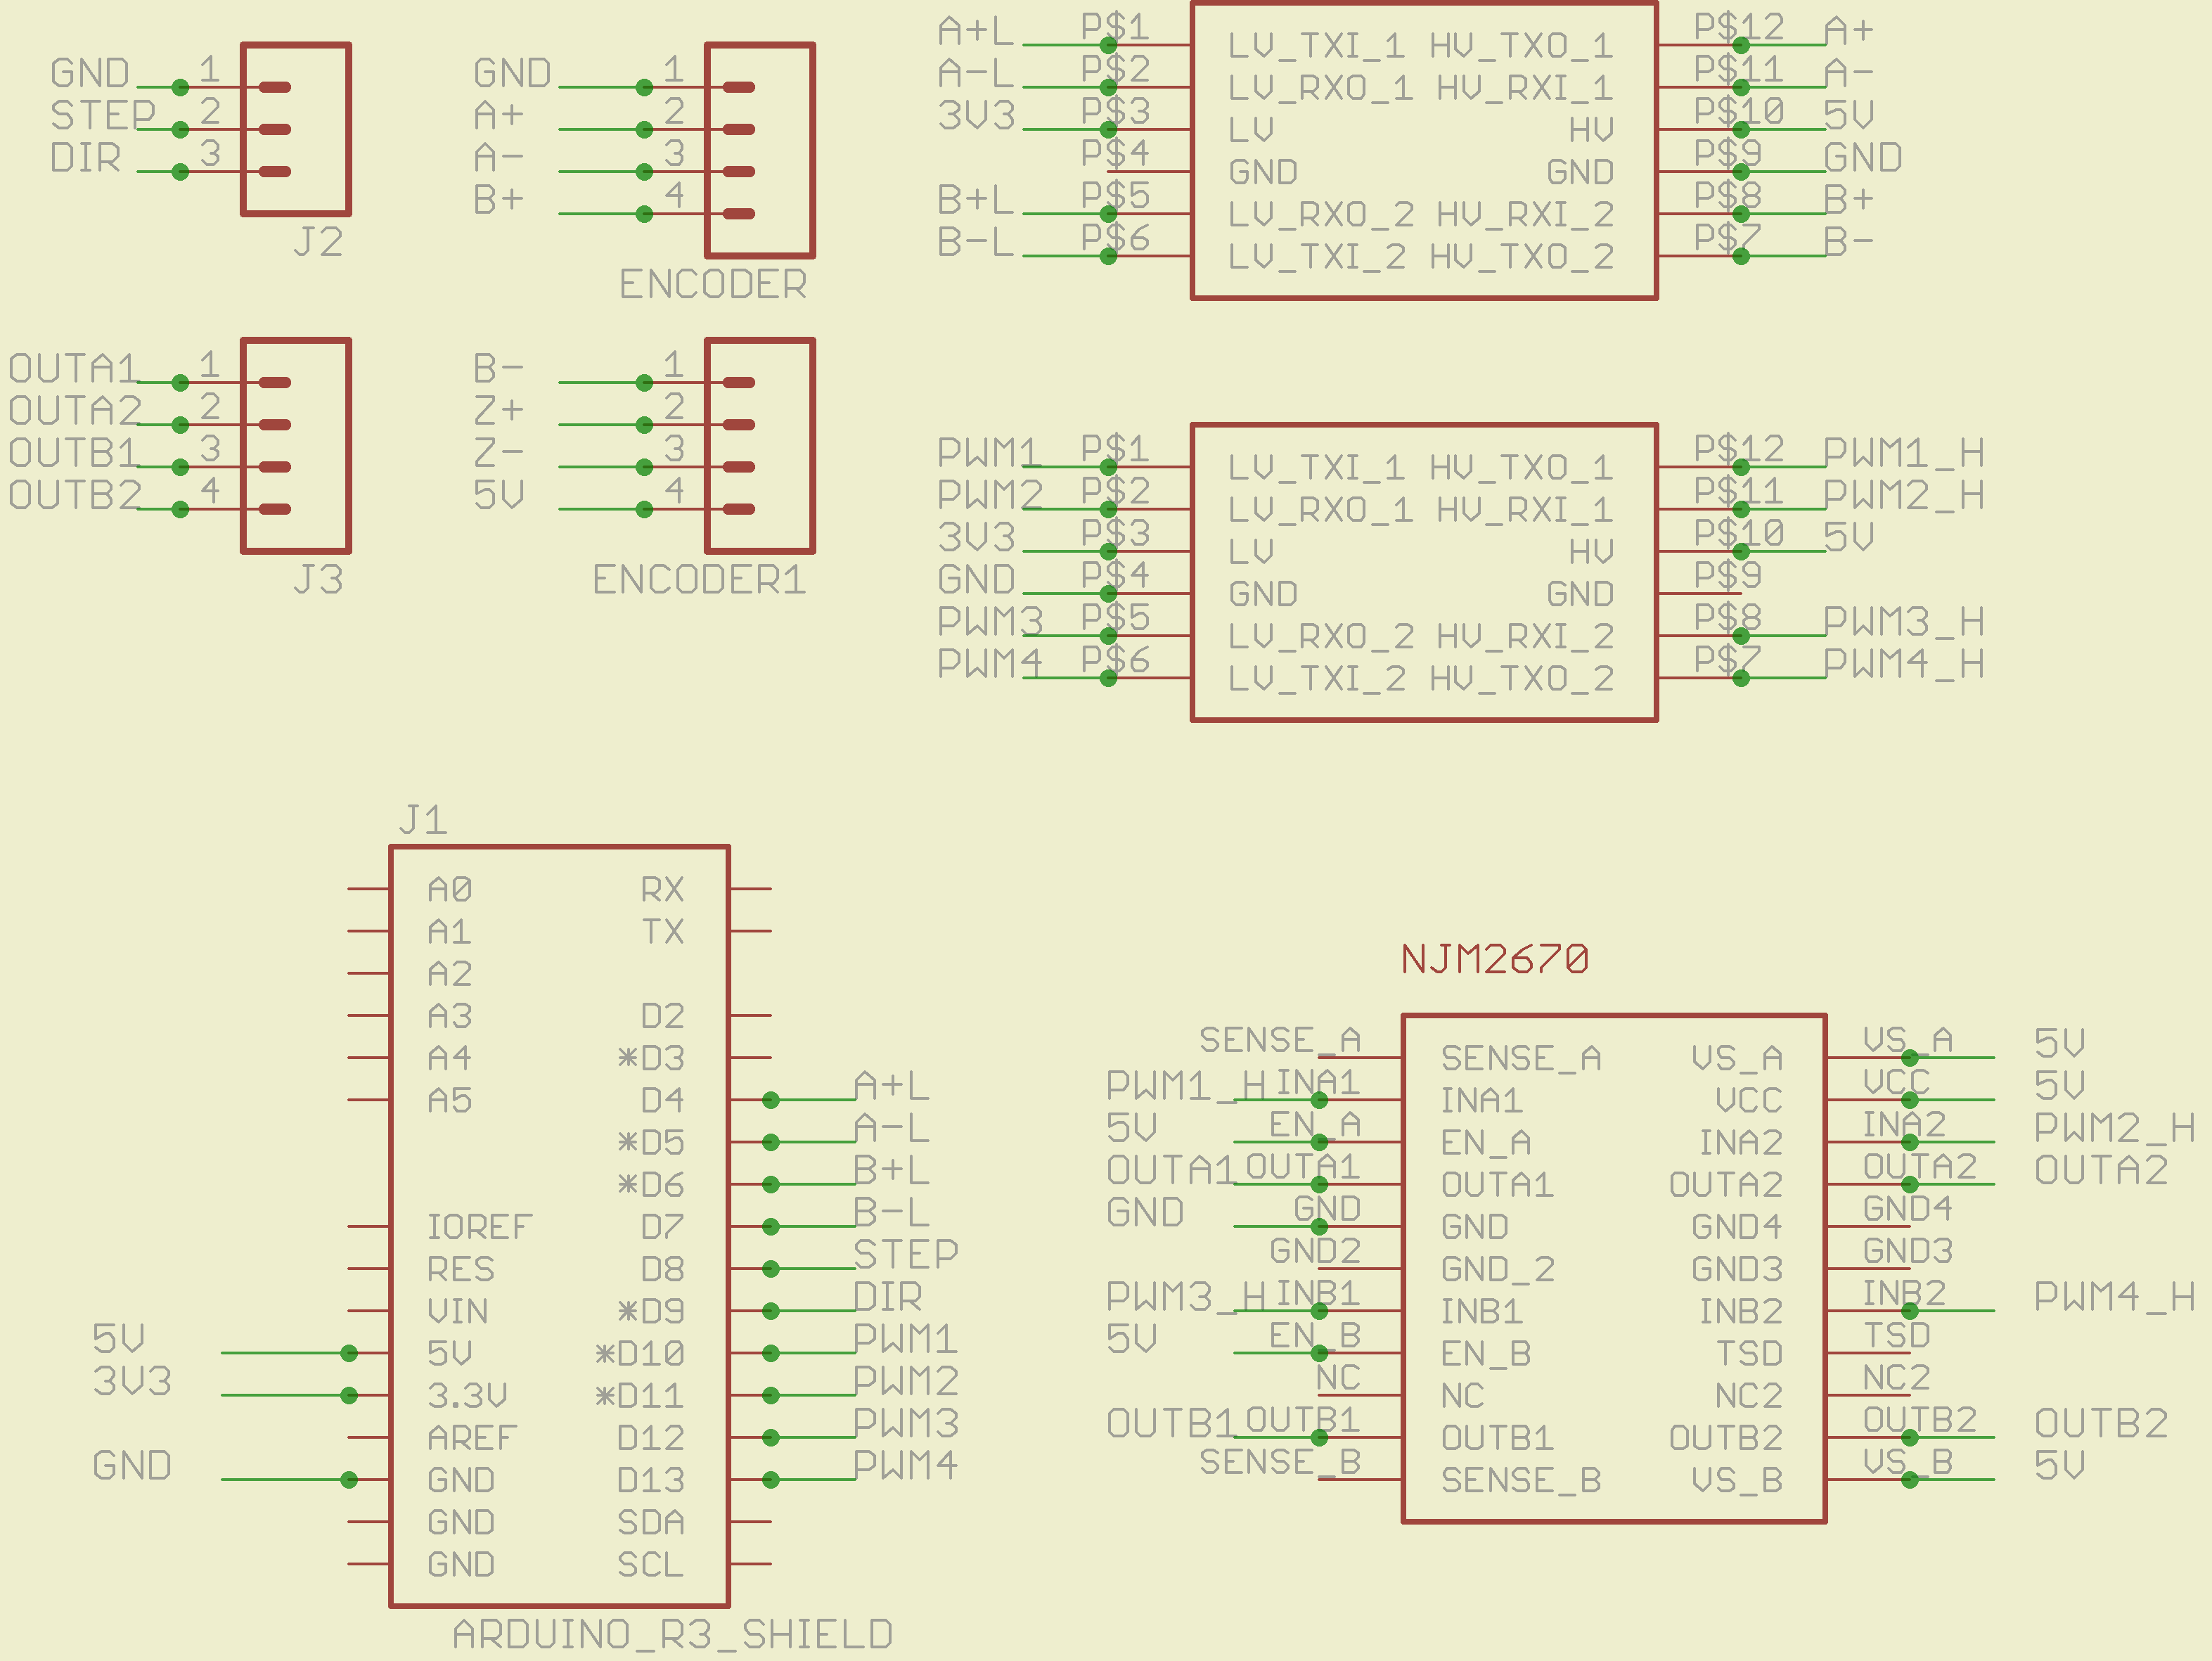 GND 1
STEP 2
DIR 3
J2
GND 1
A+ 2
A- 3
B+ 4
ENCODER
A+L P$1 LV_TXI_1 HV_TXO_1 P$12 A+
A-L P$2 LV_RXO_1 HV_RXI_1 P$11 A-
3V3 P$3 LV HV P$10 5V
P$4 GND GND P$9 GND
B+L P$5 LV_RXO_2 HV_RXI_2 P$8 B+
B-L P$6 LV_TXI_2 HV_TXO_2 P$7 B-
OUTA1 1
OUTA2 2
OUTB1 3
OUTB2 4
J3
B- 1
Z+ 2
Z- 3
5V 4
ENCODER1
PWM1 P$1 LV_TXI_1 HV_TXO_1 P$12 PWM1_H
PWM2 P$2 LV_RXO_1 HV_RXI_1 P$11 PWM2_H
3V3 P$3 LV HV P$10 5V
GND P$4 GND GND P$9
PWM3 P$5 LV_RXO_2 HV_RXI_2 P$8 PWM3_H
PWM4 P$6 LV_TXI_2 HV_TXO_2 P$7 PWM4_H
J1
A0 RX
A1 TX
A2
A3 D2
A4 *D3
A5 D4 A+L
*D5 A-L
*D6 B+L
IOREF D7 B-L
RES D8 STEP
VIN *D9 DIR
5V 5V *D10 PWM1
3V3 3.3V *D11 PWM2
AREF D12 PWM3
GND GND D13 PWM4
GND SDA
GND SCL
ARDUINO_R3_SHIELD
NJM2670
SENSE_A SENSE_A VS_A VS_A 5V
PWM1_H INA1 INA1 VCC VCC 5V
5V EN_A EN_A INA2 INA2 PWM2_H
OUTA1 OUTA1 OUTA1 OUTA2 OUTA2 OUTA2
GND GND GND GND4 GND4
GND2 GND_2 GND3 GND3
PWM3_H INB1 INB1 INB2 INB2 PWM4_H
5V EN_B EN_B TSD TSD
NC NC NC2 NC2
OUTB1 OUTB1 OUTB1 OUTB2 OUTB2 OUTB2
SENSE_B SENSE_B VS_B VS_B 5V